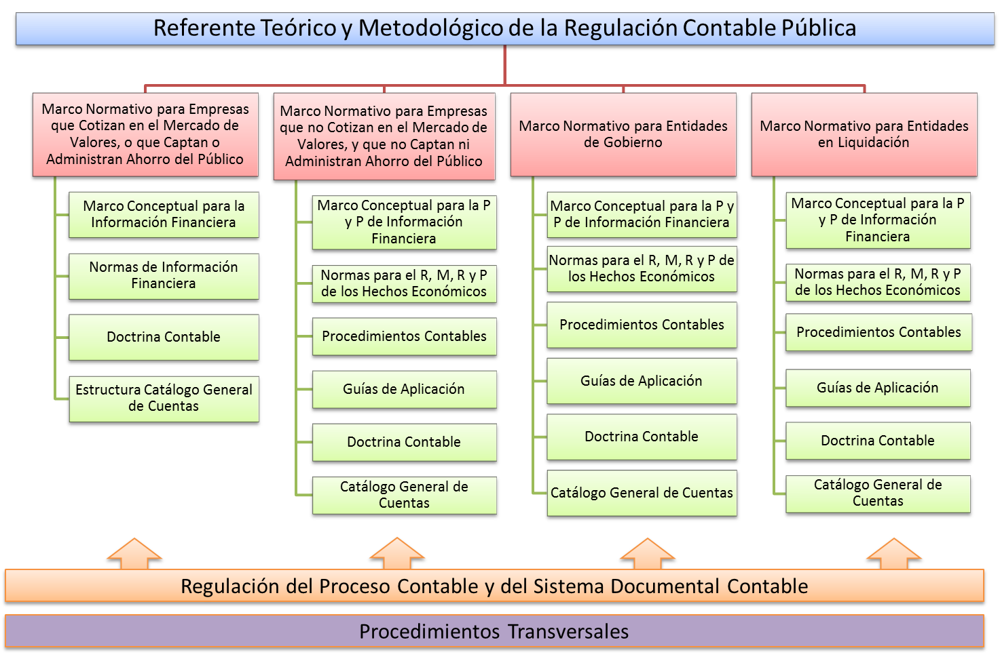 Referente Teórico y Metodológico de la Regulación Contable Pública
Marco Normativo para Empresas
que Cotizan en el Mercado de
Valores, o que Captan o
Administran Ahorro del Público
Marco Conceptual para la
Información Financiera
Normas de Información
Financiera
Doctrina Contable
Estructura Catálogo General
de Cuentas
Marco Normativo para Empresas
que no Cotizan en el Mercado de
Valores, y que no Captan ni
Administran Ahorro del Público
Marco Conceptual para la P
y P de Información
Financiera
Normas para el R, M, R y P
de los Hechos Económicos
Procedimientos Contables
Guías de Aplicación
Doctrina Contable
Catálogo General de
Cuentas
Marco Normativo para Entidades
de Gobierno
Marco Conceptual para la P y
P de Información Financiera
Normas para el R, M, R y P de
los Hechos Económicos
Procedimientos Contables
Guías de Aplicación
Doctrina Contable
Catálogo General de Cuentas
Marco Normativo para Entidades
en Liquidación
Marco Conceptual para la P
y P de Información
Financiera
Normas para el R, M, R y P
de los Hechos Económicos
Procedimientos Contables
Guías de Aplicación
Doctrina Contable
Catálogo General de
Cuentas
Regulación del Proceso Contable y del Sistema Documental Contable
Procedimientos Transversales